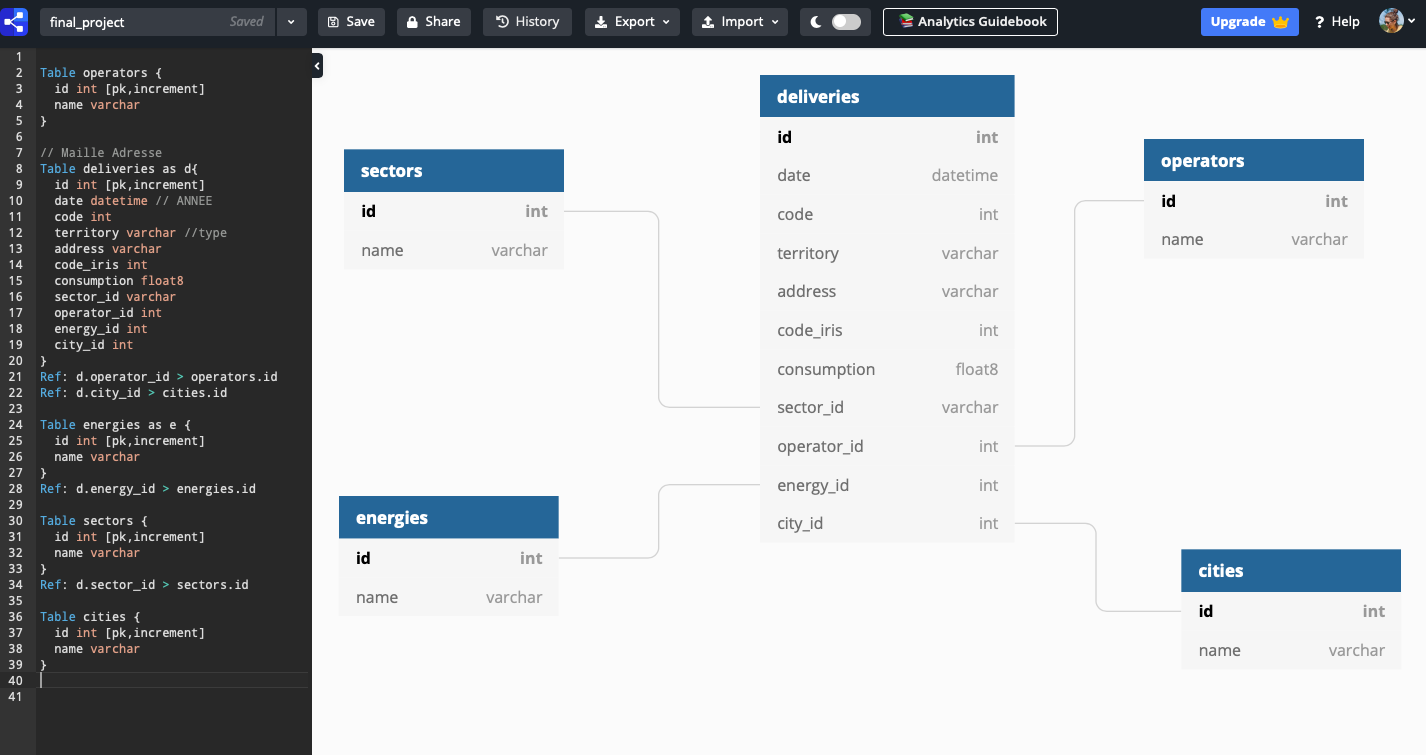 final_project Saved Save Share History Export Import Analytics Guidebook Upgrade ? Help
1
2 Table operators {
3 id int [pk,increment]
4 name varchar
5 }
6
7 // Maille Adresse
8 Table deliveries as d{
9 id int [pk,increment]
10 date datetime // ANNEE
11 code int
12 territory varchar //type
13 address varchar
14 code_iris int
15 consumption float8
16 sector_id varchar
17 operator_id int
18 energy_id int
19 city_id int
20 }
21 Ref: d.operator_id > operators.id
22 Ref: d.city_id > cities.id
23
24 Table energies as e {
25 id int [pk,increment]
26 name varchar
27 }
28 Ref: d.energy_id > energies.id
29
30 Table sectors {
31 id int [pk,increment]
32 name varchar
33 }
34 Ref: d.sector_id > sectors.id
35
36 Table cities {
37 id int [pk,increment]
38 name varchar
39 }
40
41
sectors
id int
name varchar
energies
id int
name varchar
deliveries
id int
date datetime
code int
territory varchar
address varchar
code_iris int
consumption float8
sector_id varchar
operator_id int
energy_id int
city_id int
operators
id int
name varchar
cities
id int
name varchar